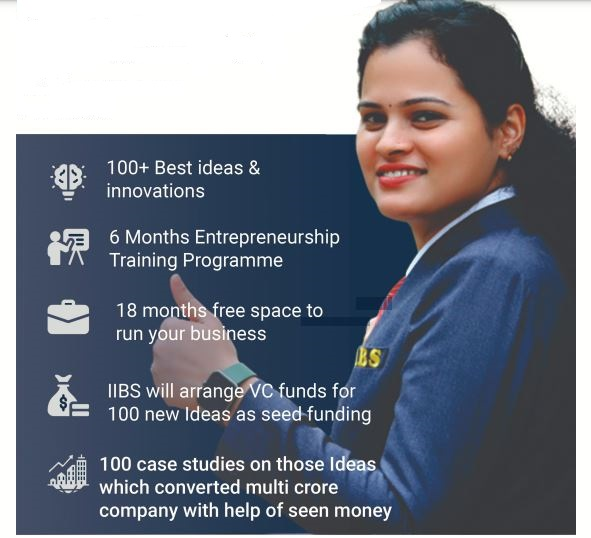 100+ Best ideas &
innovations
6 Months Entrepreneurship
Training Programme
18 months free space to
run your business
IIBS will arrange VC funds for
100 new Ideas as seed funding
100 case studies on those Ideas
which converted multi crore
company with help of seen money